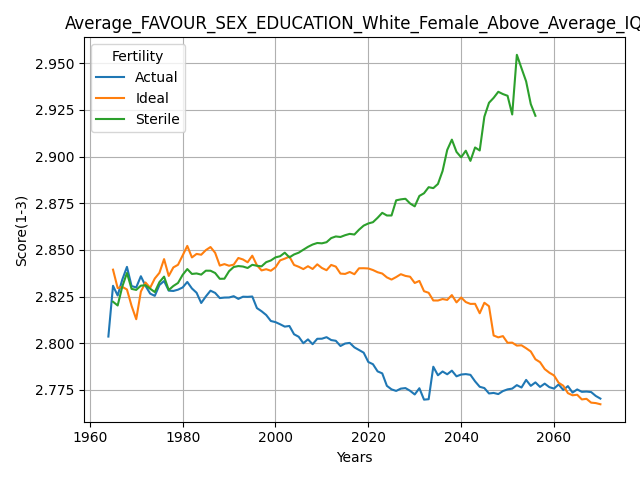 Average_FAVOUR_SEX_EDUCATION_White_Female_Above_Average_IQ
Fertility
Actual
Ideal
Sterile
2.950
2.925
2.900
2.875
2.850
2.825
2.800
2.775
Score(1-3)
1960
1980
2000
2020
2040
2060
Years